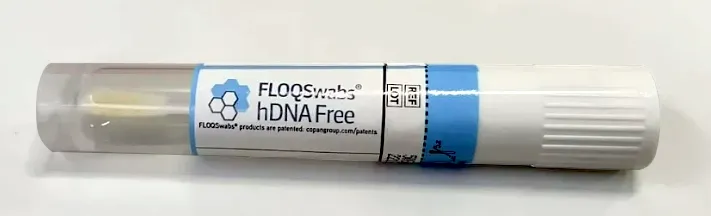 FLOQSwabs®
hDNA Free
FLOQSwabs® products are patented: copangroup.com/patents
REF
LOT